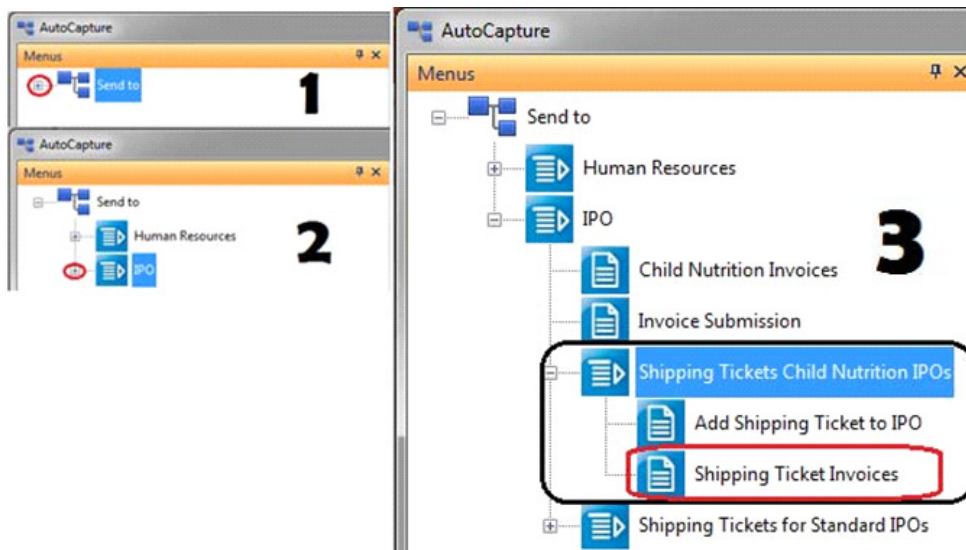 AutoCapture
Menus
Send to
1
AutoCapture
Menus
Send to
Human Resources
IPO
2
AutoCapture
Menus
Send to
Human Resources
IPO
3
Child Nutrition Invoices
Invoice Submission
Shipping Tickets Child Nutrition IPOs
Add Shipping Ticket to IPO
Shipping Ticket Invoices
Shipping Tickets for Standard IPOs